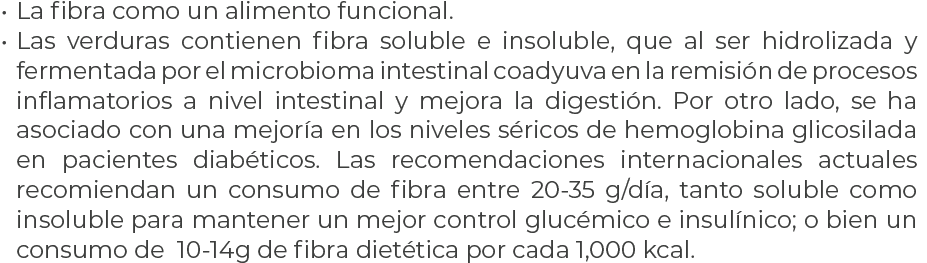 · La fibra como un alimento funcional.
· Las verduras contienen fibra soluble e insoluble, que al ser hidrolizada y
fermentada por el microbioma intestinal coadyuva en la remisión de procesos
inflamatorios a nivel intestinal y mejora la digestión. Por otro lado, se ha
asociado con una mejoría en los niveles séricos de hemoglobina glicosilada
en pacientes diabéticos. Las recomendaciones internacionales actuales
recomiendan un consumo de fibra entre 20-35 g/día, tanto soluble como
insoluble para mantener un mejor control glucémico e insulínico; o bien un
consumo de 10-14g de fibra dietética por cada 1,000 kcal.